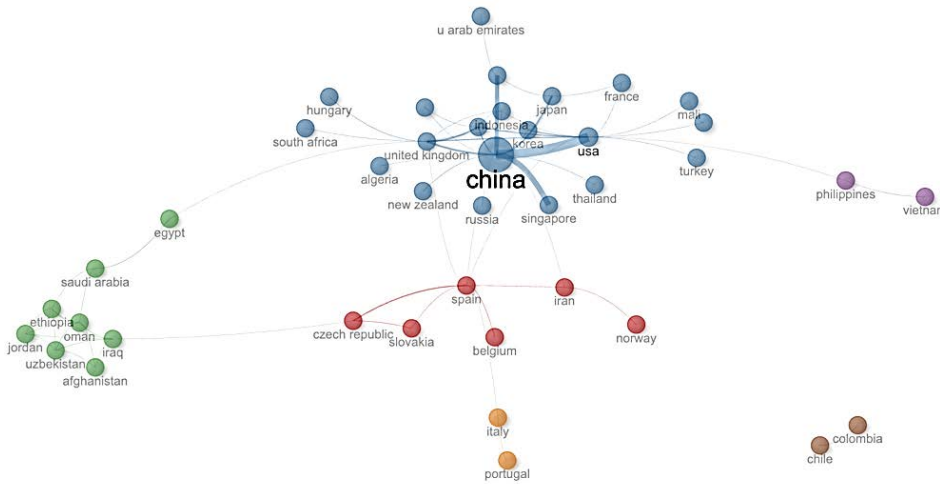 u arab emirates
hungary
japan
france
mali
indonesia
south africa
korea
usa
united kingdom
algeria
china
turkey
thailand
new zealand
russia
singapore
philippines
vietnar
egypt
saudi arabia
spain
iran
ethiopia
oman
czech republic
slovakia
norway
jordan
iraq
belgium
uzbekistan
afghanistan
italy
colombia
chile
portugal